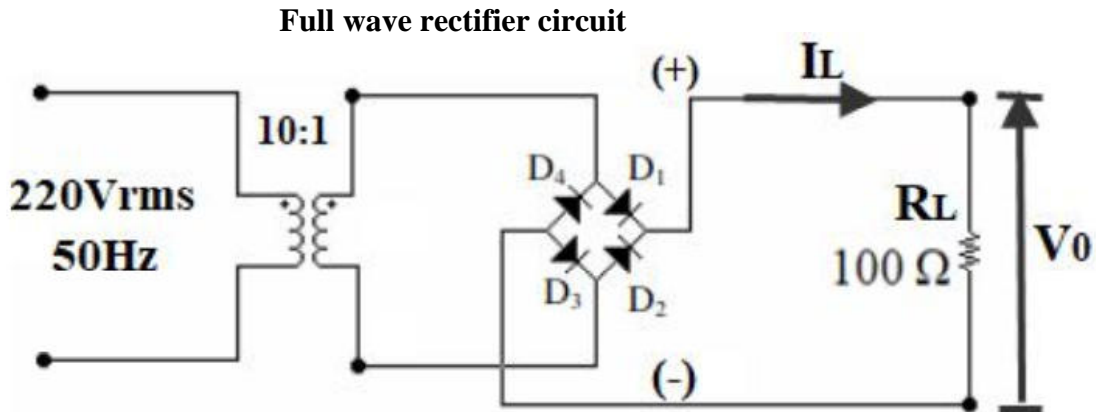 Full wave rectifier circuit
(+)
IL
10:1
D₄
D₁
220Vrms
50Hz
RL
100 Ω
V0
D₃
D₂
(-)